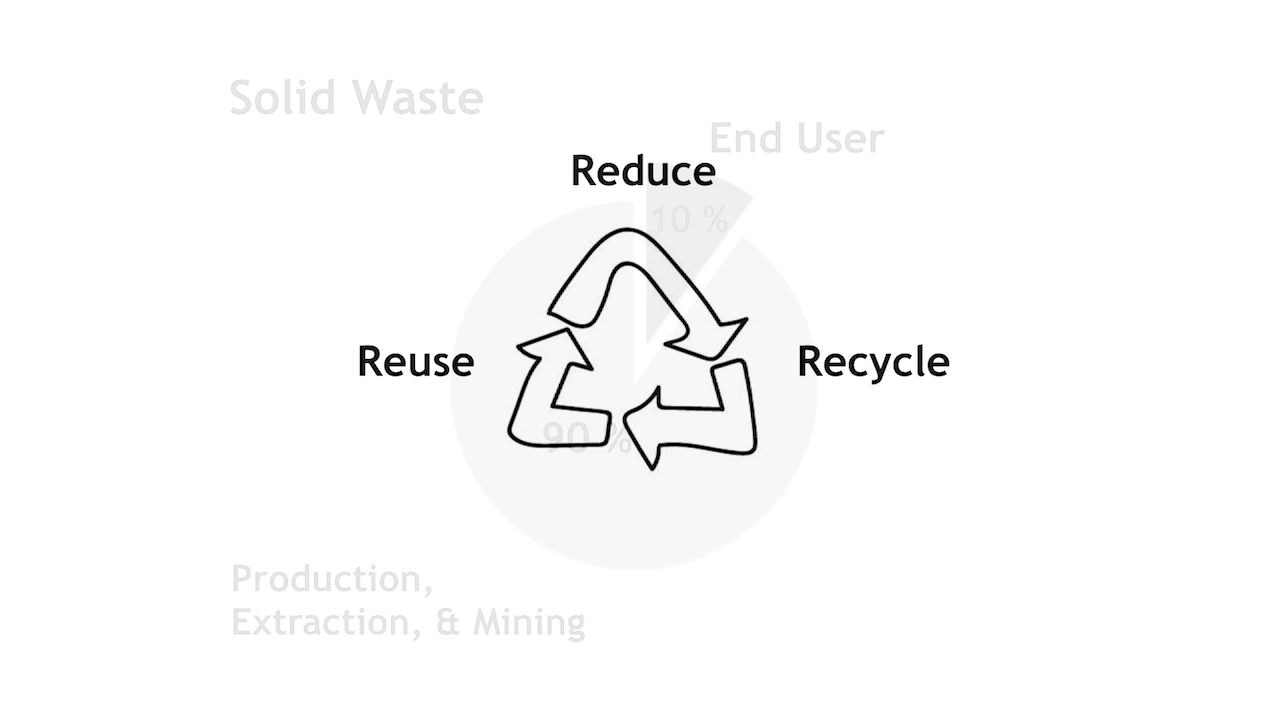 Solid Waste
End User
Reduce
10 %
Reuse
Recycle
90 %
Production,
Extraction, & Mining